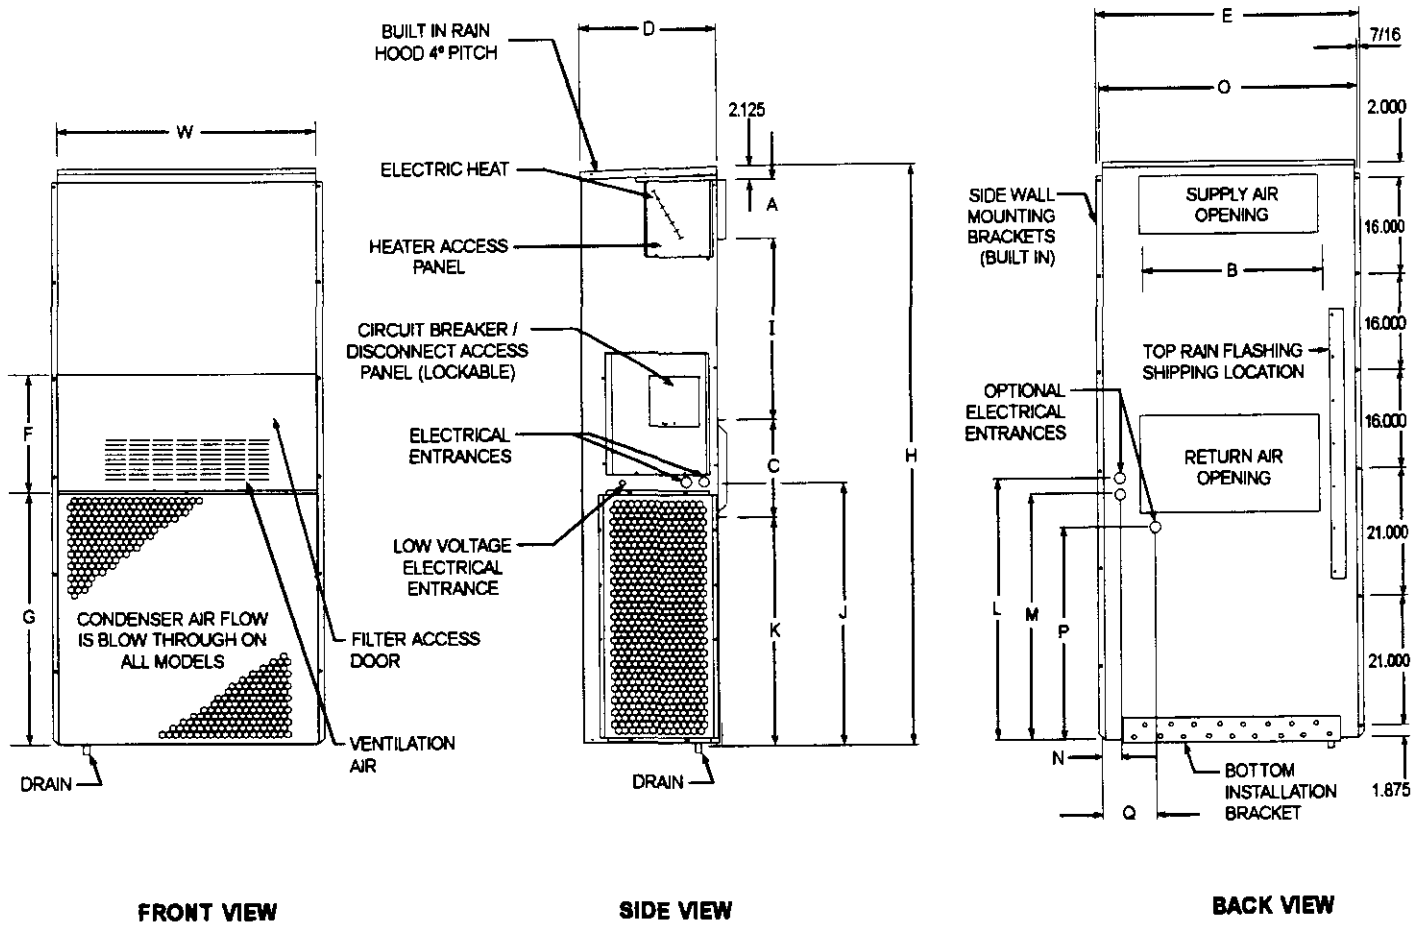 BUILT IN RAIN
HOOD 4º PITCH
D
E
7/16
O
2.125
2.000
W
ELECTRIC HEAT
A
SIDE WALL
MOUNTING
BRACKETS
(BUILT IN)
SUPPLY AIR
OPENING
16.000
HEATER ACCESS
PANEL
B
CIRCUIT BREAKER /
DISCONNECT ACCESS
PANEL (LOCKABLE)
I
16.000
TOP RAIN FLASHING
SHIPPING LOCATION
OPTIONAL
ELECTRICAL
ENTRANCES
16.000
F
ELECTRICAL
ENTRANCES
C
H
RETURN AIR
OPENING
LOW VOLTAGE
ELECTRICAL
ENTRANCE
21.000
G
CONDENSER AIR FLOW
IS BLOW THROUGH ON
ALL MODELS
FILTER ACCESS
DOOR
K
J
L
M
P
21.000
VENTILATION
AIR
DRAIN
DRAIN
N
Q
BOTTOM
INSTALLATION
BRACKET
1.875
FRONT VIEW
SIDE VIEW
BACK VIEW